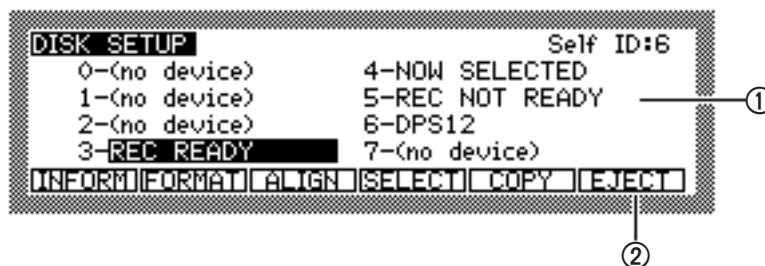 DISK SETUP Self ID:6
0-(no device) 4-NOW SELECTED
1-(no device) 5-REC NOT READY
2-(no device) 6-DPS12
3-REC READY 7-(no device)
INFORM FORMAT ALIGN SELECT COPY EJECT
①
②